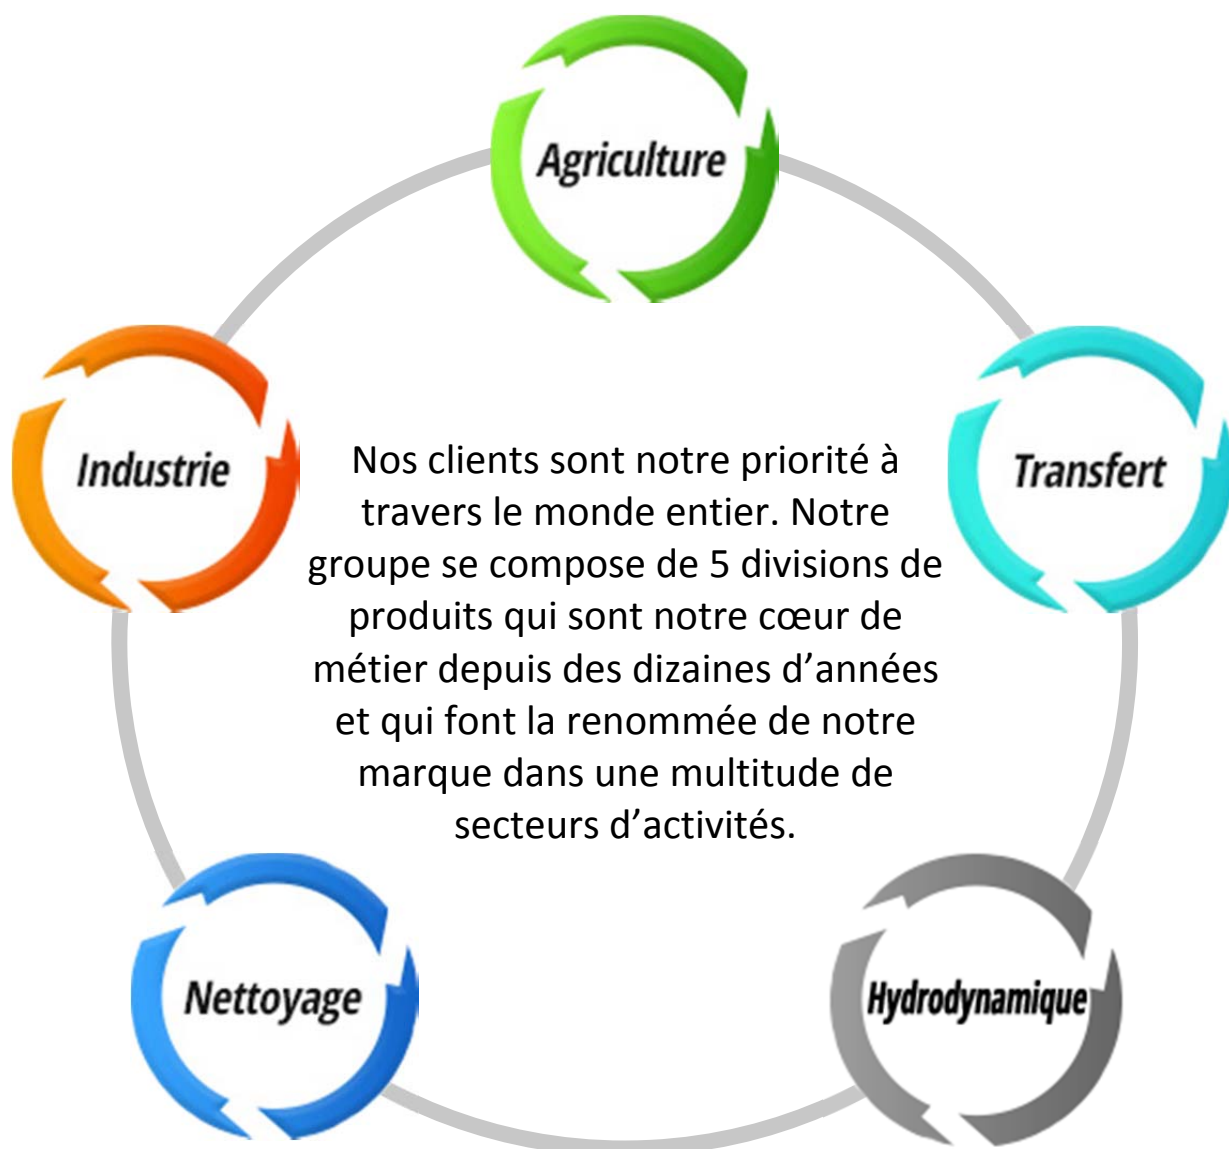 Agriculture
Industrie
Transfert
Nos clients sont notre priorité à
travers le monde entier. Notre
groupe se compose de 5 divisions de
produits qui sont notre cœur de
métier depuis des dizaines d’années
et qui font la renommée de notre
marque dans une multitude de
secteurs d’activités.
Nettoyage
Hydrodynamique